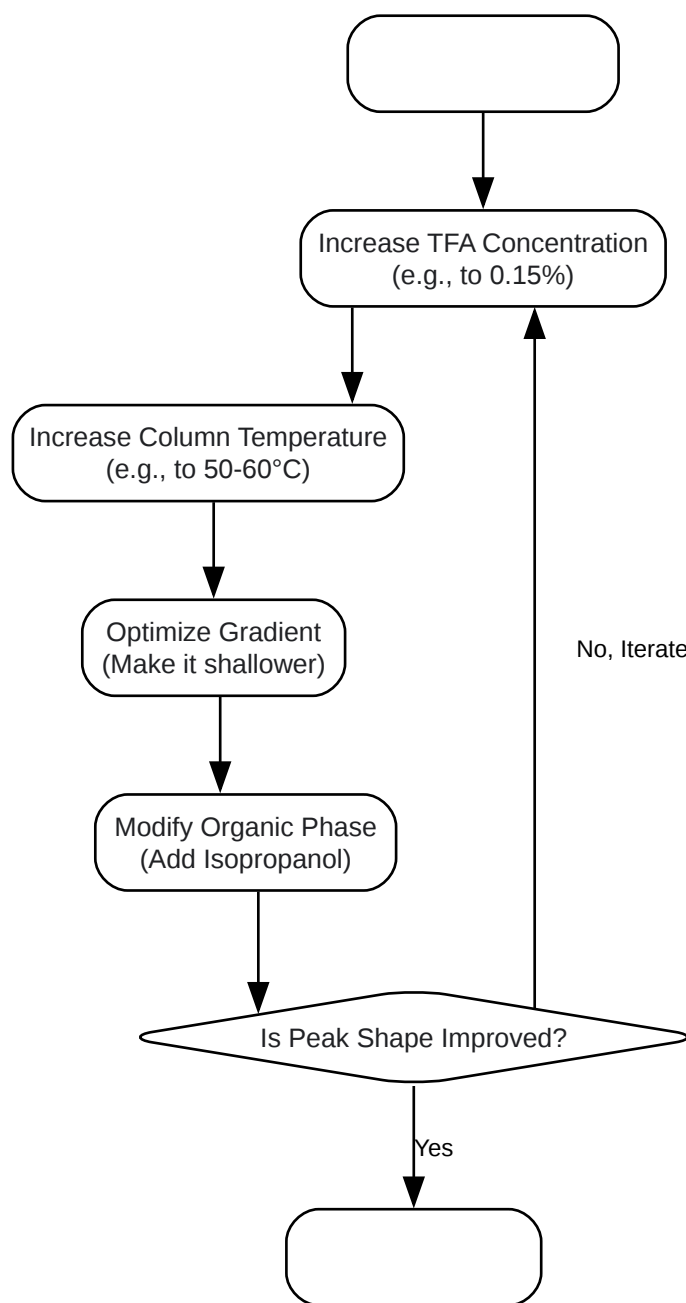 Increase TFA Concentration
(e.g., to 0.15%)
Increase Column Temperature
(e.g., to 50-60°C)
Optimize Gradient
(Make it shallower)
No, Iterate
Modify Organic Phase
(Add Isopropanol)
Is Peak Shape Improved?
Yes